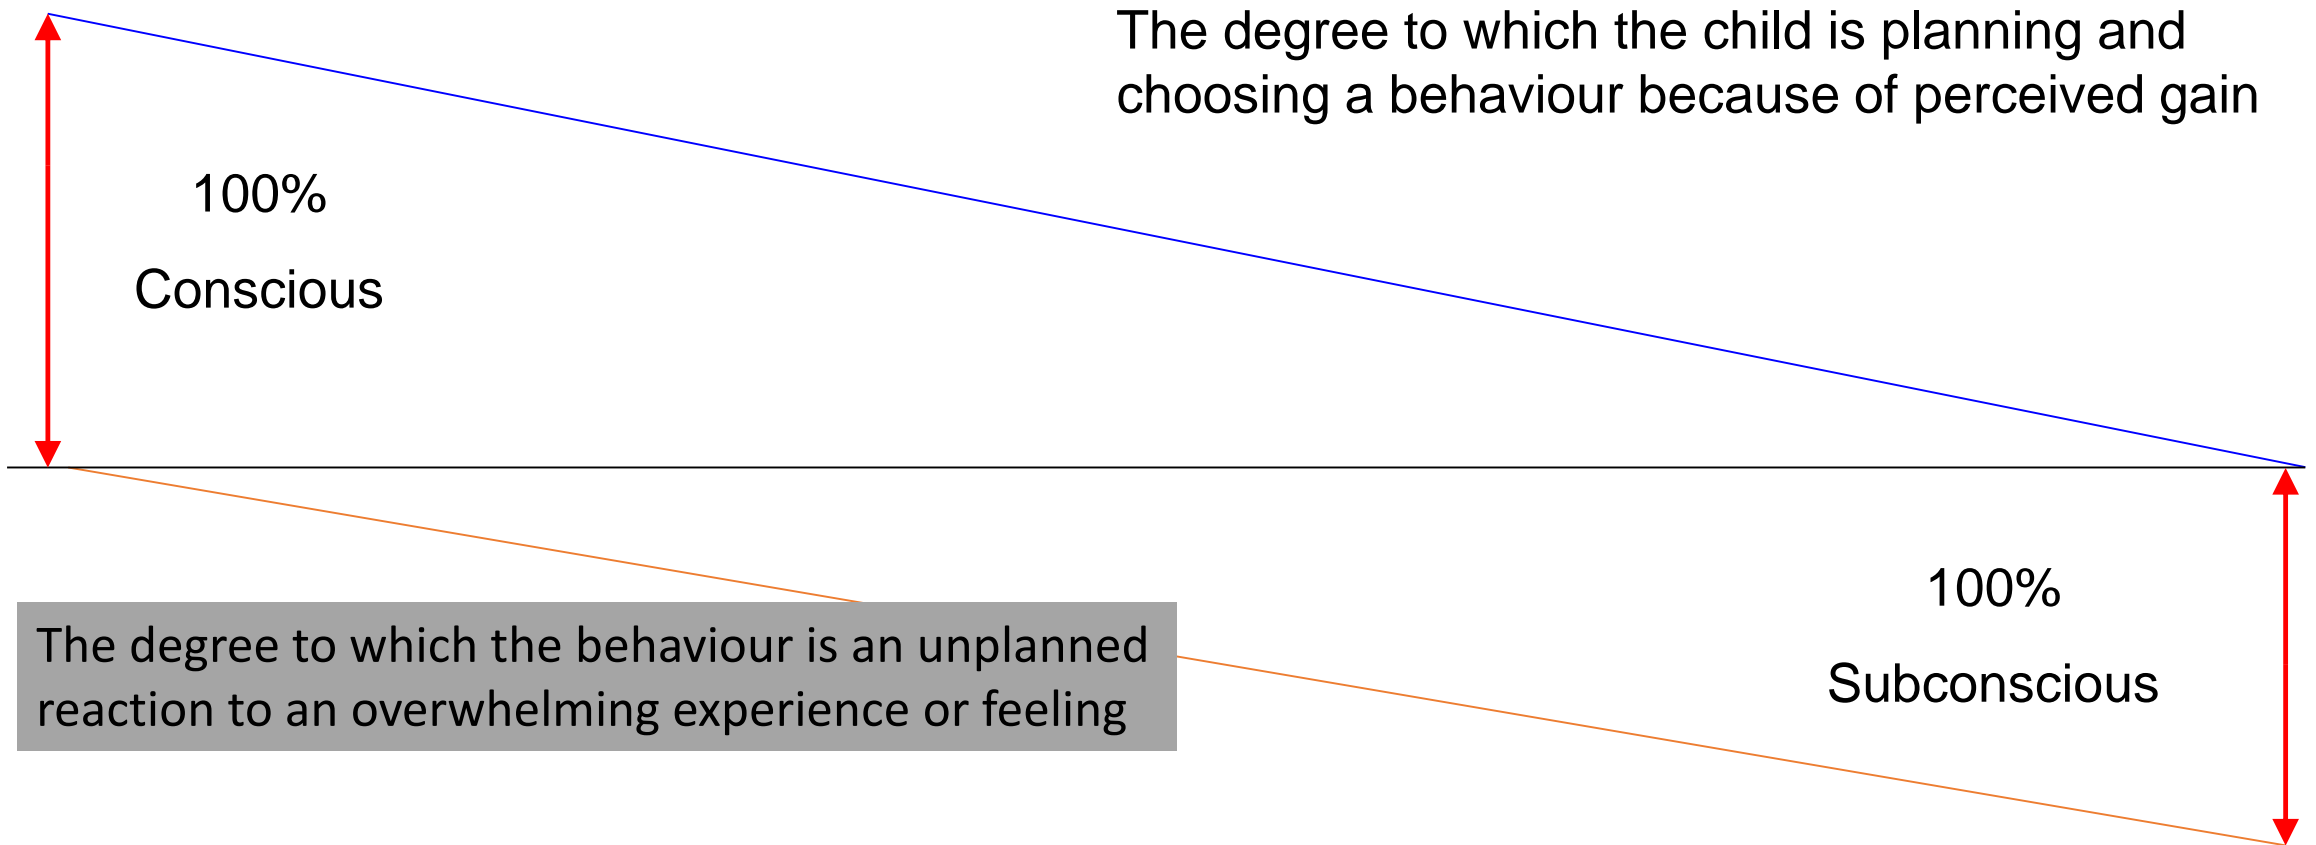 The degree to which the child is planning and
choosing a behaviour because of perceived gain
100%
Conscious
100%
Subconscious
The degree to which the behaviour is an unplanned
reaction to an overwhelming experience or feeling